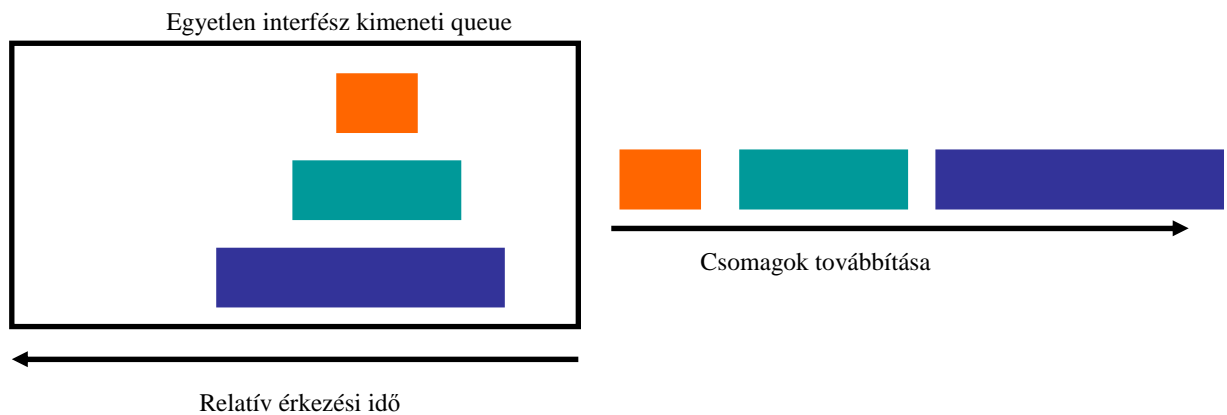 Egyetlen interfész kimeneti queue
Csomagok továbbítása
Relatív érkezési idő